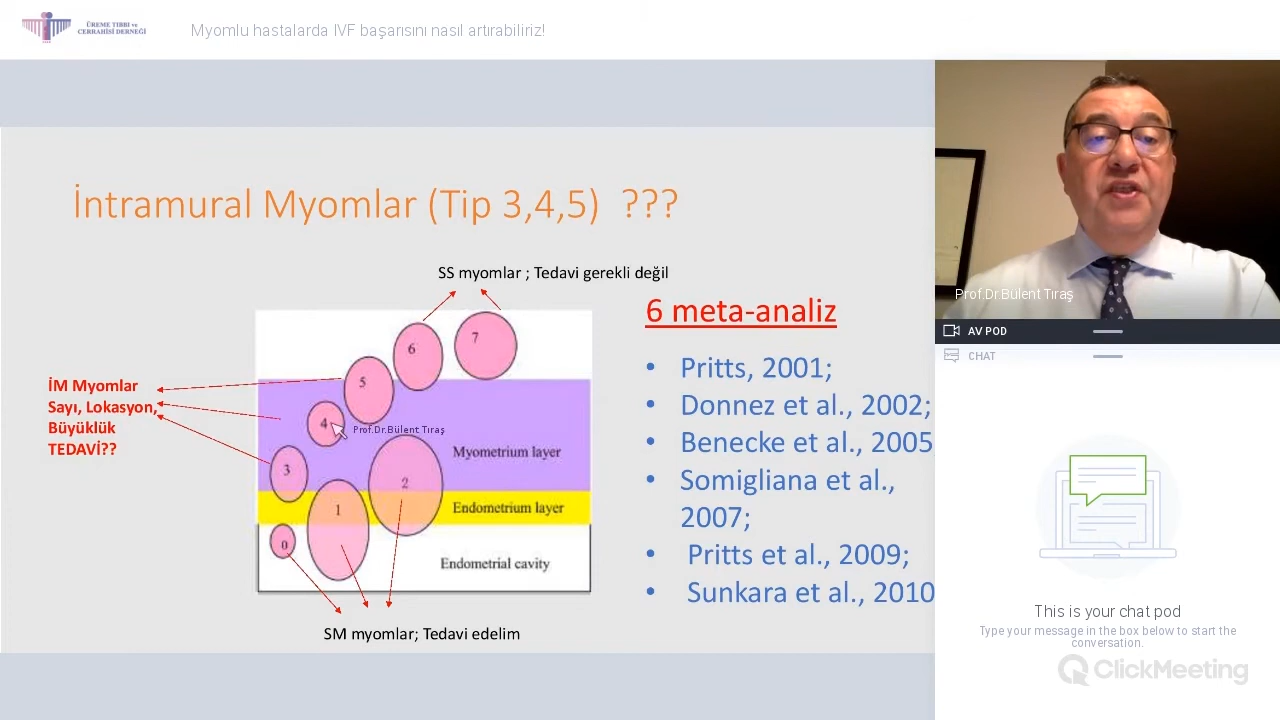 ÜREME TIBBI ve
CERRAHİSİ DERNEĞİ
Myomlu hastalarda IVF başarısını nasıl artırabiliriz!
İntramural Myomlar (Tip 3,4,5) ???
SS myomlar ; Tedavi gerekli değil
6 meta-analiz
7
6
5
4
3
2
1
0
İM Myomlar
Sayı, Lokasyon,
Büyüklük
TEDAVİ??
Prof.Dr.Bülent Tıraş
Myometrium layer
Endometrium layer
Endometrial cavity
SM myomlar; Tedavi edelim
• Pritts, 2001;
• Donnez et al., 2002;
• Benecke et al., 2005
• Somigliana et al.,
2007;
• Pritts et al., 2009;
• Sunkara et al., 2010
Prof.Dr.Bülent Tıraş
AV POD
CHAT
This is your chat pod
Type your message in the box below to start the
conversation.
ClickMeeting